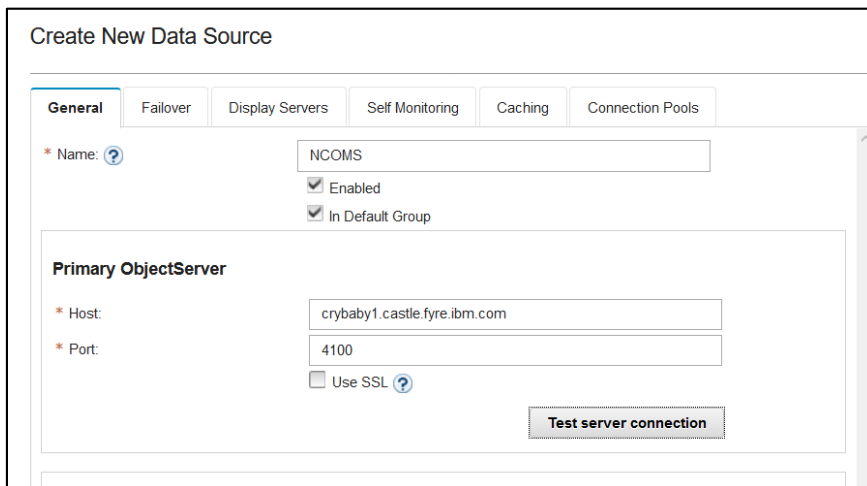 Create New Data Source
General Failover Display Servers Self Monitoring Caching Connection Pools
* Name: ? NCOMS
Enabled
In Default Group
Primary ObjectServer
* Host: crybaby1.castle.fyre.ibm.com
* Port: 4100
Use SSL ?
Test server connection